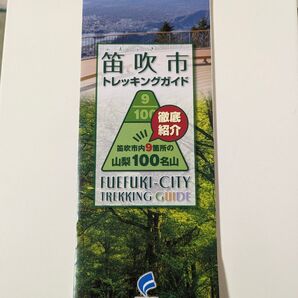 笛吹市
トレッキングガイド
9
100
徹底
紹介
笛吹市内9箇所の
山梨100名山
FUEFUKI-CITY
TREKKING GUIDE